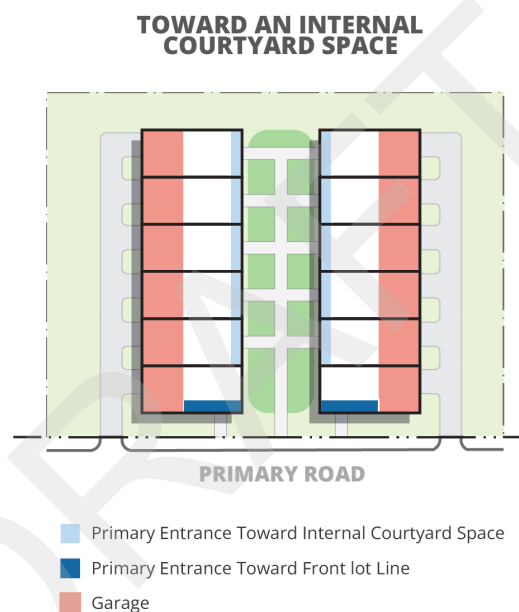 TOWARD AN INTERNAL
COURTYARD SPACE
PRIMARY ROAD
Primary Entrance Toward Internal Courtyard Space
Primary Entrance Toward Front lot Line
Garage
DRAFT